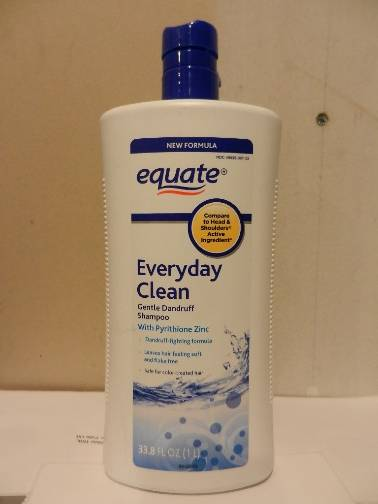 NEW FORMULA
equate®
Compare
to Head &
Shoulders®
Active
Ingredient*
Everyday
Clean
Gentle Dandruff
Shampoo
With Pyrithione Zinc
Dandruff-fighting formula
Leaves hair feeling soft
and flake free
Safe for color-treated hair
33.8 FL OZ (1 L)